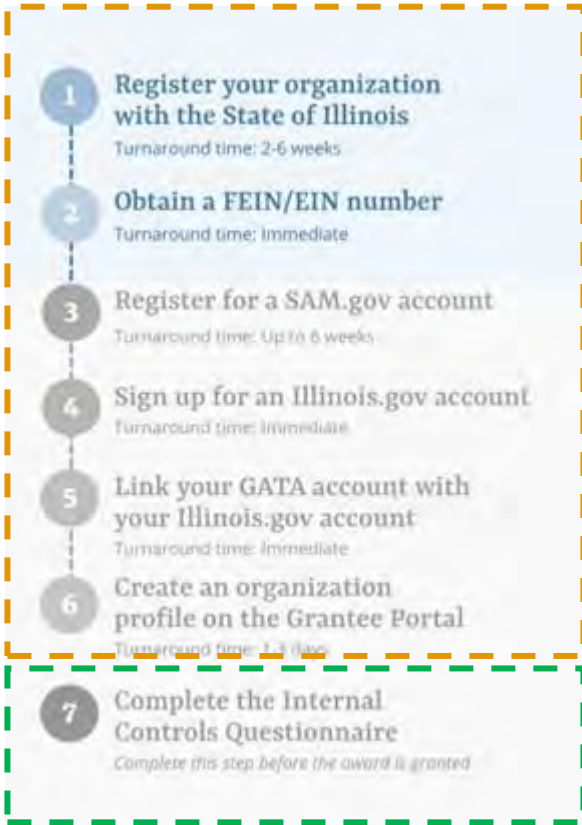 1
Register your organization
with the State of Illinois
Turnaround time: 2-6 weeks
2
Obtain a FEIN/EIN number
Turnaround time: Immediate
3
Register for a SAM.gov account
Turnaround time: Up to 6 weeks
4
Sign up for an Illinois.gov account
Turnaround time: Immediate
5
Link your GATA account with
your Illinois.gov account
Turnaround time: Immediate
6
Create an organization
profile on the Grantee Portal
Turnaround time: 1-3 days
7
Complete the Internal
Controls Questionnaire
Complete this step before the award is granted